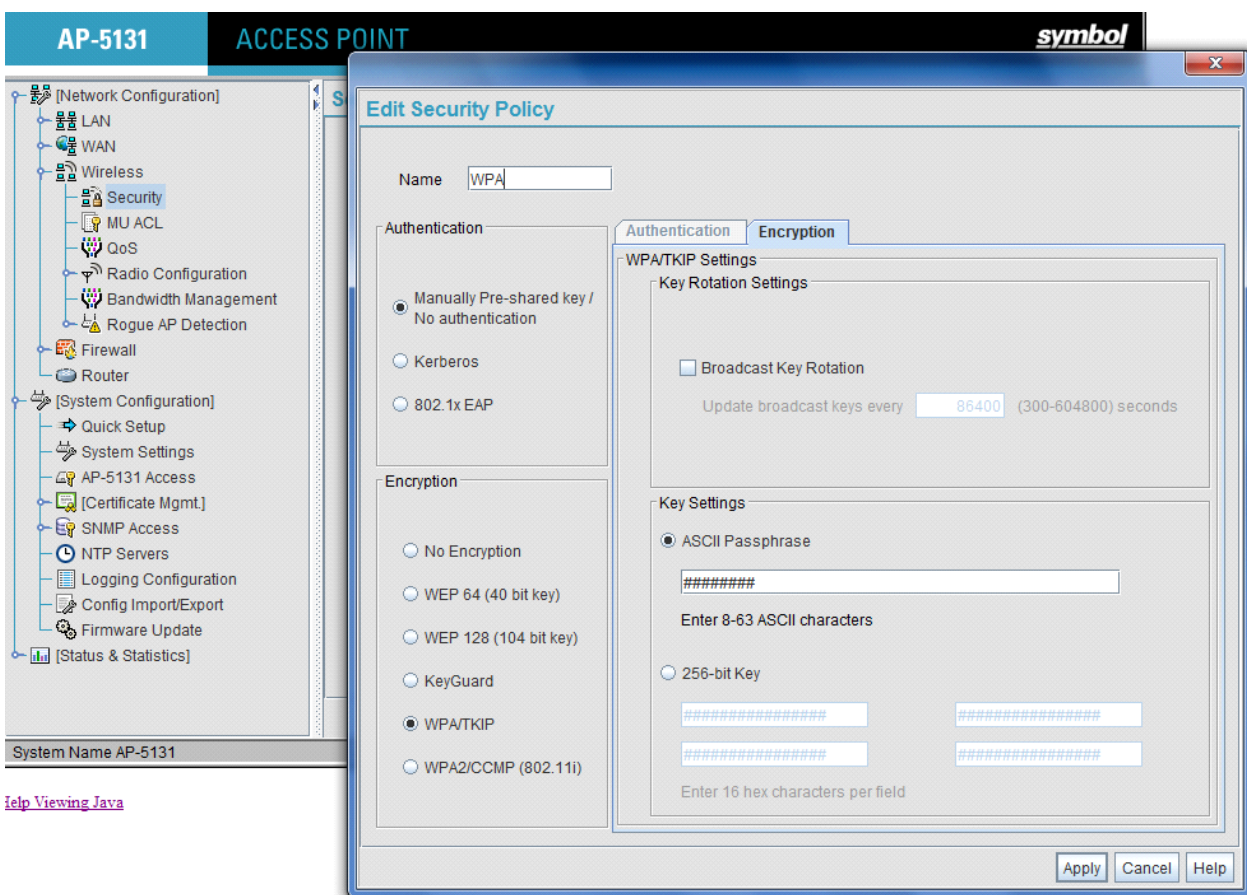 AP-5131
ACCESS POINT
symbol
[Network Configuration]
LAN
WAN
Wireless
Security
MU ACL
QoS
Radio Configuration
Bandwidth Management
Rogue AP Detection
Firewall
Router
[System Configuration]
Quick Setup
System Settings
AP-5131 Access
[Certificate Mgmt.]
SNMP Access
NTP Servers
Logging Configuration
Config Import/Export
Firmware Update
[Status & Statistics]
System Name AP-5131
Help Viewing Java
Edit Security Policy
Name WPA
Authentication
Manually Pre-shared key /
No authentication
Kerberos
802.1x EAP
Encryption
No Encryption
WEP 64 (40 bit key)
WEP 128 (104 bit key)
KeyGuard
WPA/TKIP
WPA2/CCMP (802.11i)
Authentication Encryption
WPA/TKIP Settings
Key Rotation Settings
Broadcast Key Rotation
Update broadcast keys every 86400 (300-604800) seconds
Key Settings
ASCII Passphrase
########
Enter 8-63 ASCII characters
256-bit Key
################ ################
################ ################
Enter 16 hex characters per field
Apply Cancel Help